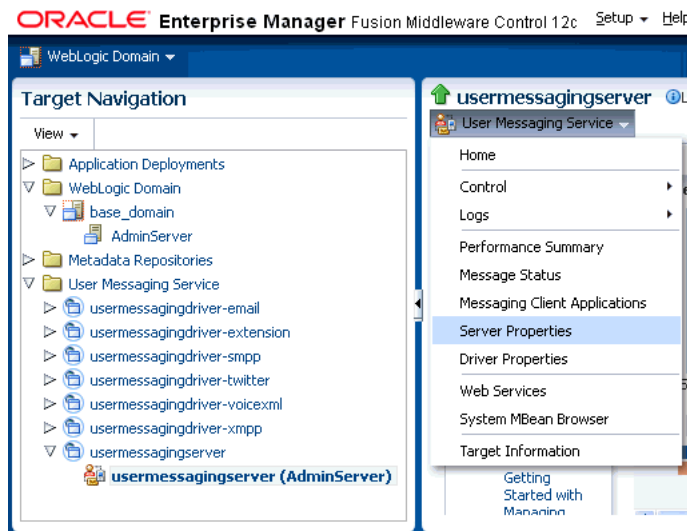 ORACLE Enterprise Manager Fusion Middleware Control 12c Setup Help
WebLogic Domain
Target Navigation
View
Application Deployments
WebLogic Domain
base_domain
AdminServer
Metadata Repositories
User Messaging Service
usermessagingdriver-email
usermessagingdriver-extension
usermessagingdriver-smpp
usermessagingdriver-twitter
usermessagingdriver-voicexml
usermessagingdriver-xmpp
usermessagingserver
usermessagingserver (AdminServer)
usermessagingserver
User Messaging Service
Home
Control
Logs
Performance Summary
Message Status
Messaging Client Applications
Server Properties
Driver Properties
Web Services
System MBean Browser
Target Information
Getting
Started with
Managing